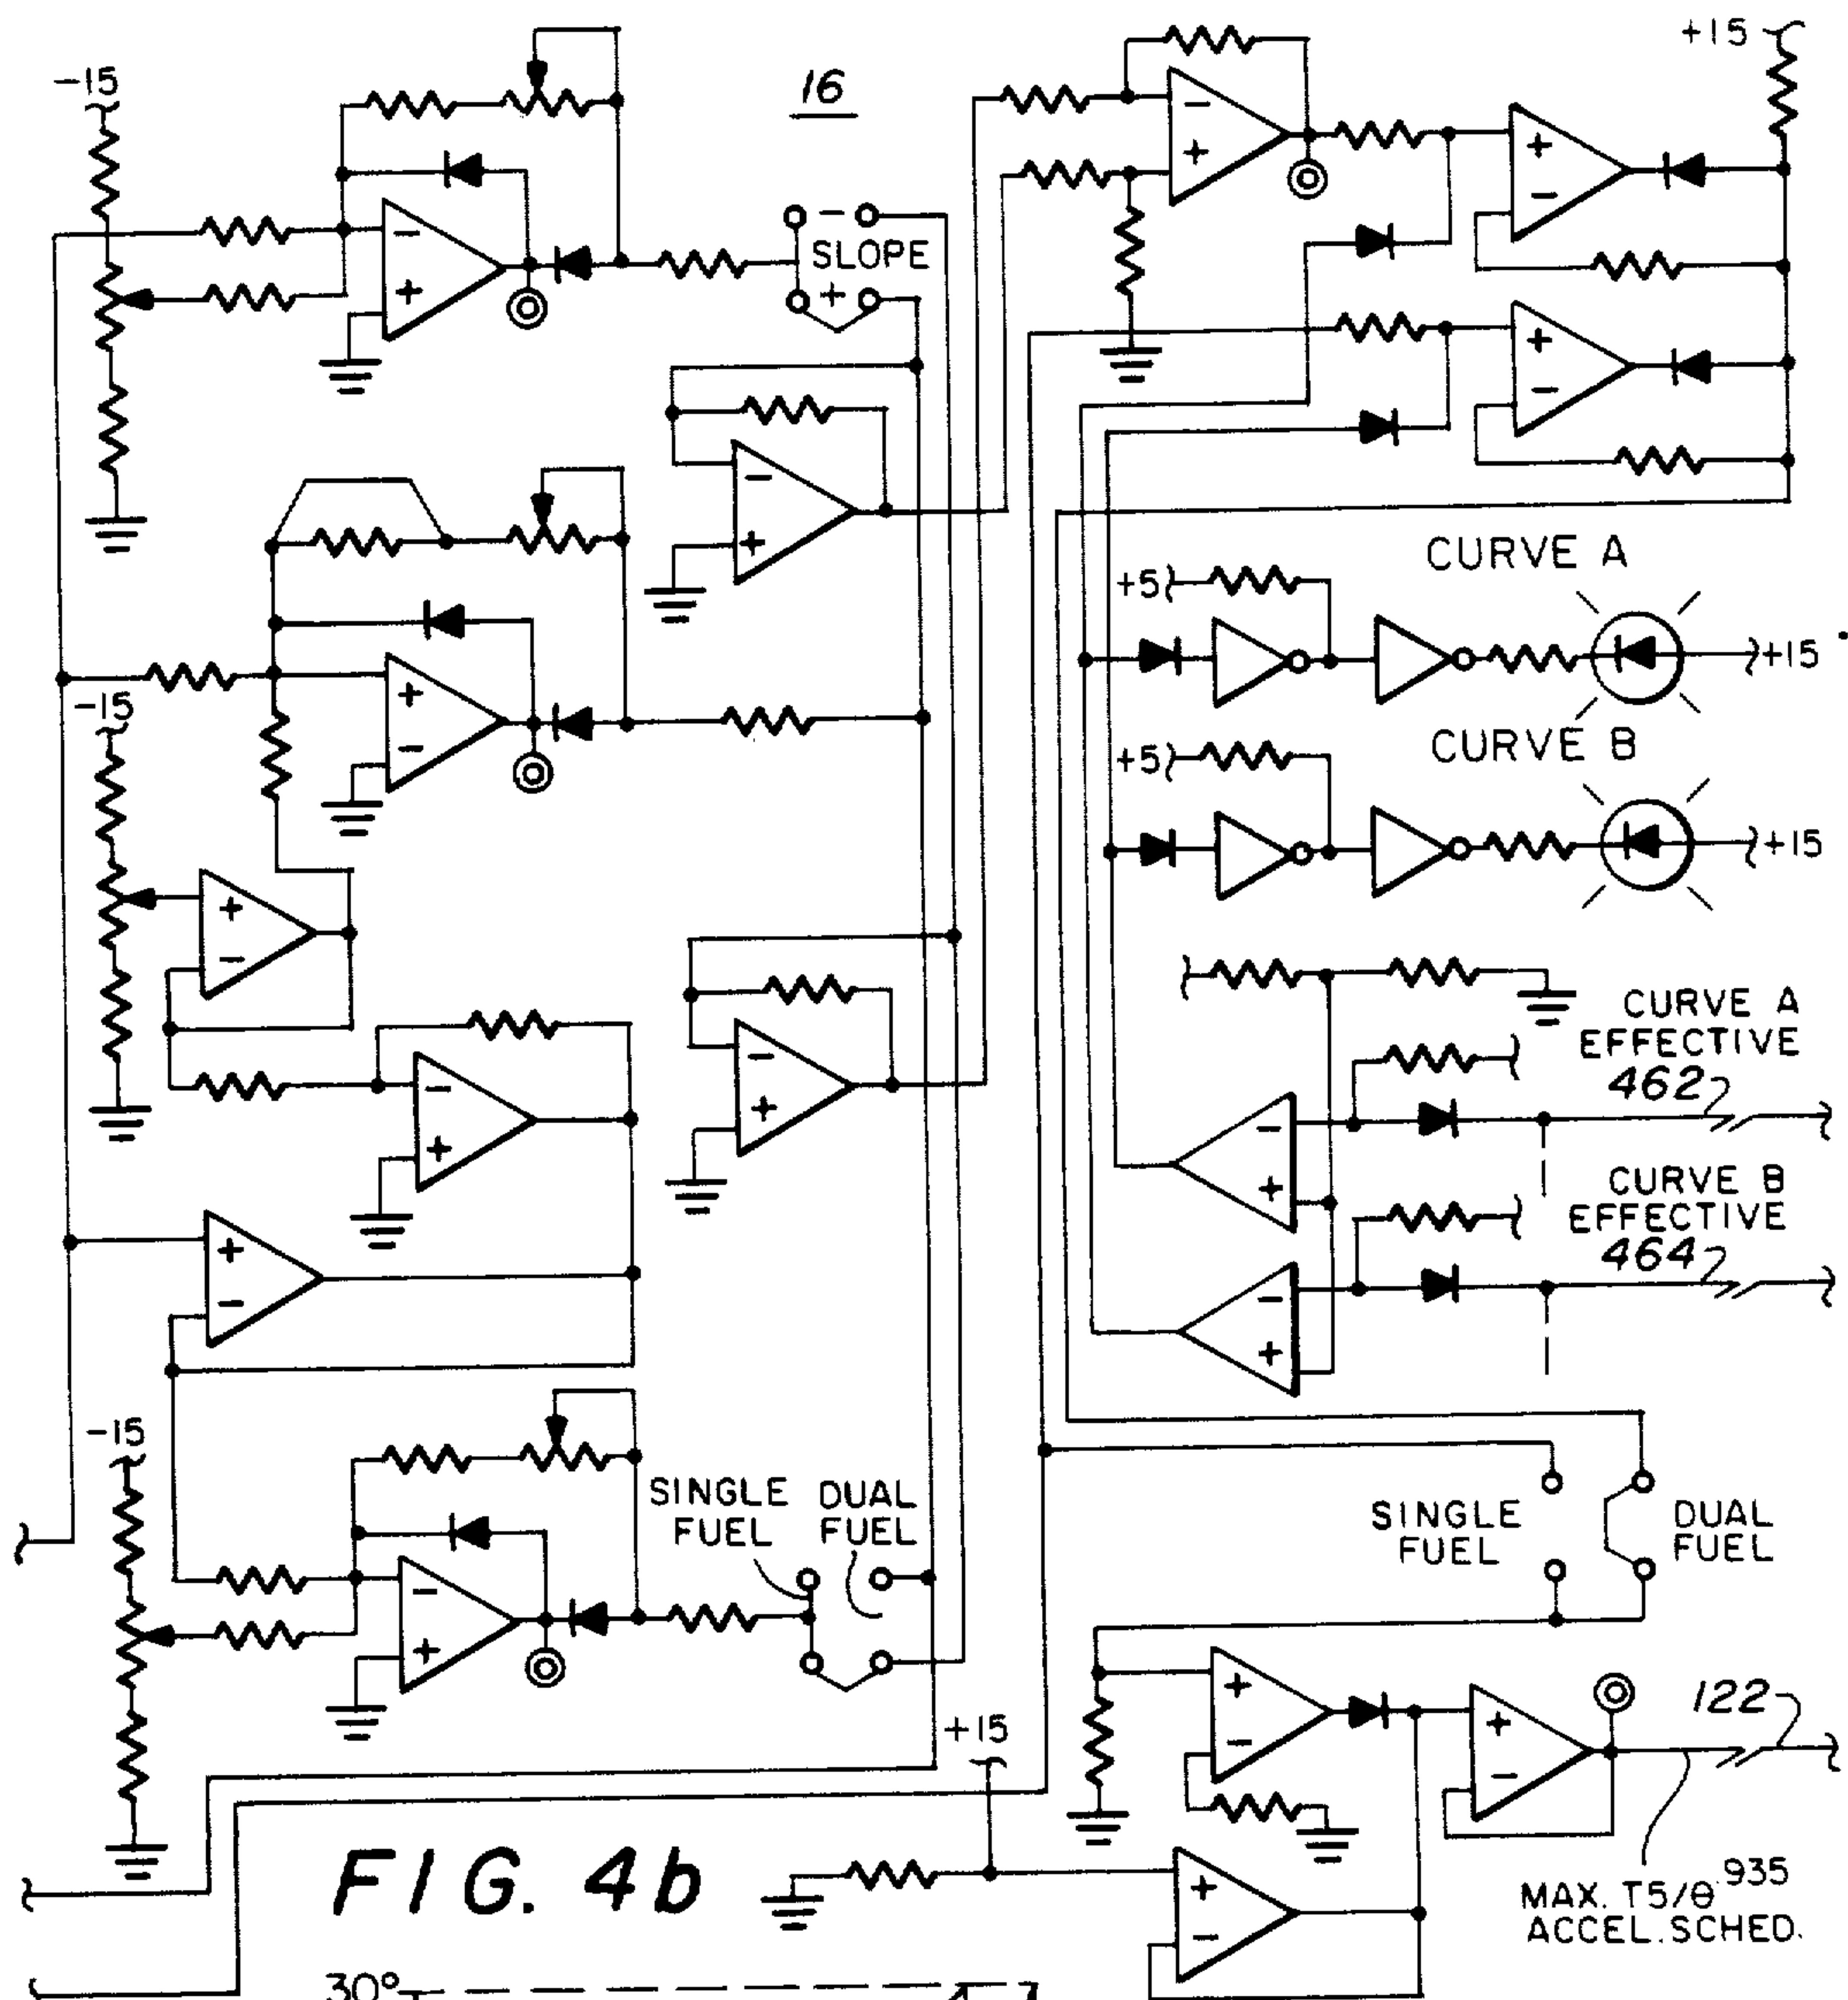 +15
-15
16
- 
+
-
+
+
-
SLOPE
+
+
-
-
+
CURVE A
+5
+15
+
-
-15
CURVE B
+5
+15
+
-
CURVE A
EFFECTIVE
462
-
+
-
+
-
+
CURVE B
EFFECTIVE
464
+
-
-
+
-15
SINGLE
FUEL
DUAL
FUEL
SINGLE
FUEL
DUAL
FUEL
-
+
+15
+
-
+
-
122
FIG. 4b
+
-
MAX. T5/θ.935
ACCEL. SCHED.
30°